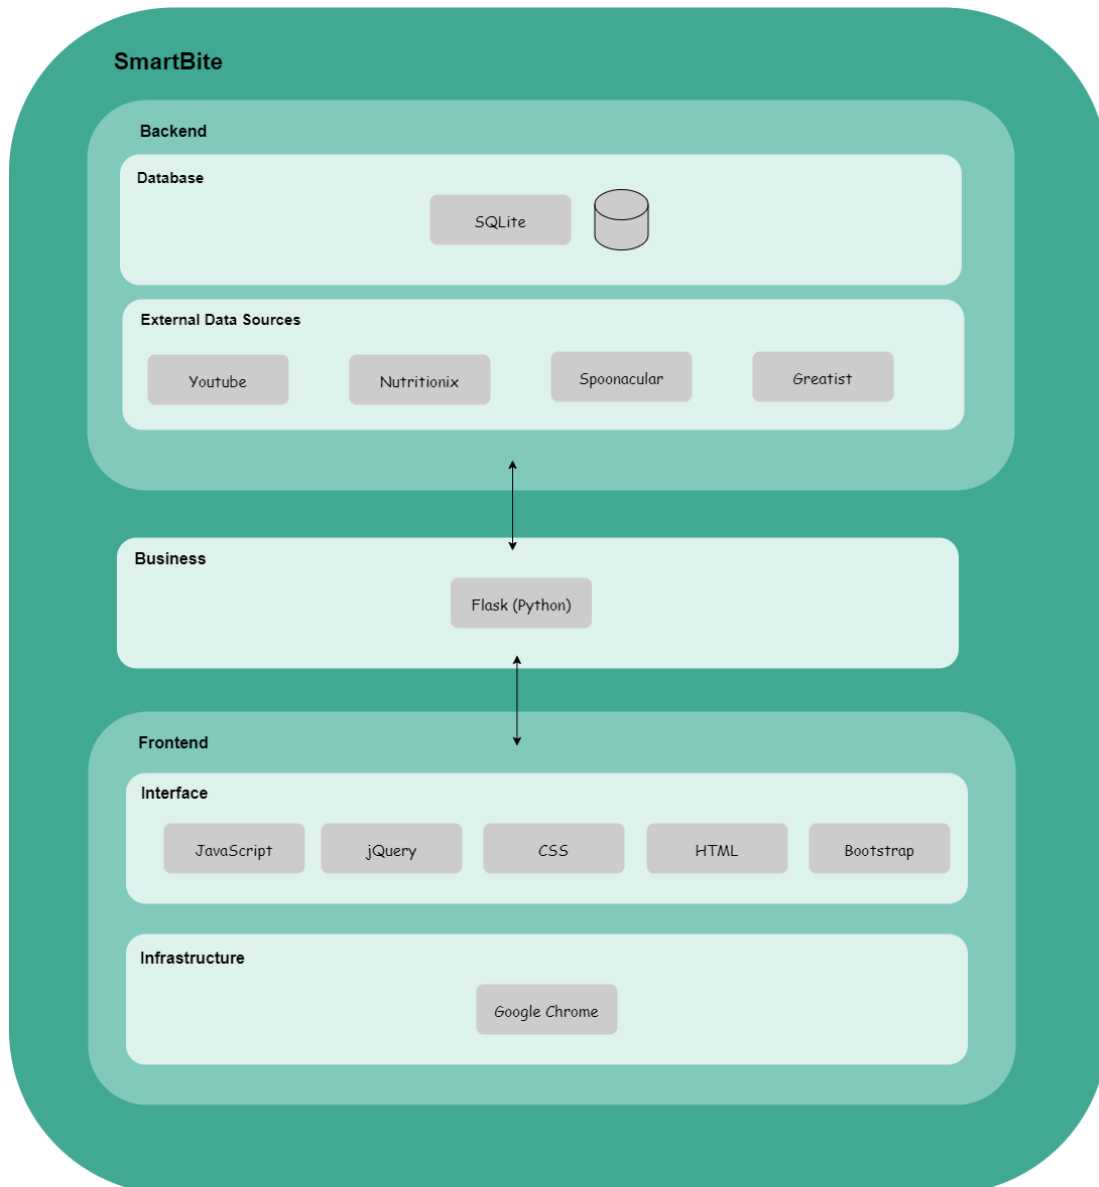 SmartBite
Backend
Database
SQLite
External Data Sources
Youtube
Nutritionix
Spoonacular
Greatist
Business
Flask (Python)
Frontend
Interface
JavaScript
jQuery
CSS
HTML
Bootstrap
Infrastructure
Google Chrome